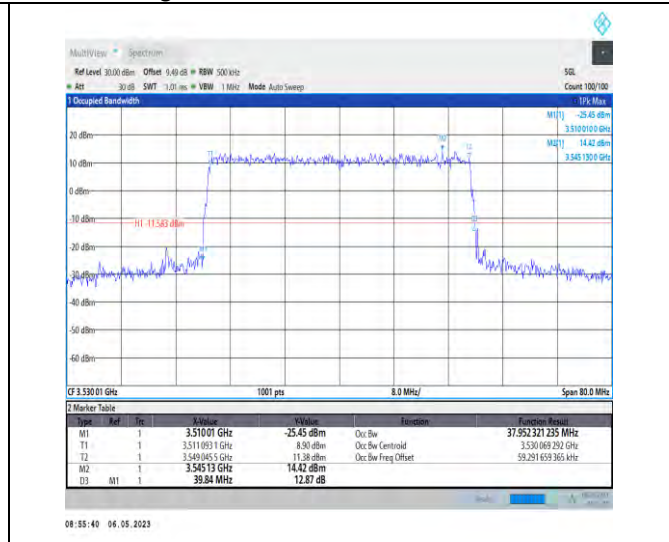 MultiView Spectrum
Ref Level 30.00 dBm Offset 9.49 dB RBW 500 kHz SGL
Att 30 dB SWT 1.01 ms VBW 1 MHz Mode Auto Sweep Count 100/100
1 Occupied Bandwidth 1Pk Max
M1[1] -25.45 dBm
3.510 010 0 GHz
M2[1] 14.42 dBm
3.545 130 0 GHz
20 dBm
10 dBm
0 dBm
-10 dBm
H1 -11.583 dBm
-20 dBm
-30 dBm
-40 dBm
-50 dBm
-60 dBm
CF 3.530 01 GHz 1001 pts 8.0 MHz/ Span 80.0 MHz
2 Marker Table
Type Ref Trc X-Value Y-Value Function Function Result
M1 1 3.510 01 GHz -25.45 dBm Occ Bw 37.952 321 235 MHz
T1 1 3.511 093 1 GHz 8.90 dBm Occ Bw Centroid 3.530 069 292 GHz
T2 1 3.549 045 5 GHz 11.38 dBm Occ Bw Freq Offset 59.291 659 365 kHz
M2 1 3.545 13 GHz 14.42 dBm
D3 M1 1 39.84 MHz 12.87 dB
08:55:40 06.05.2023